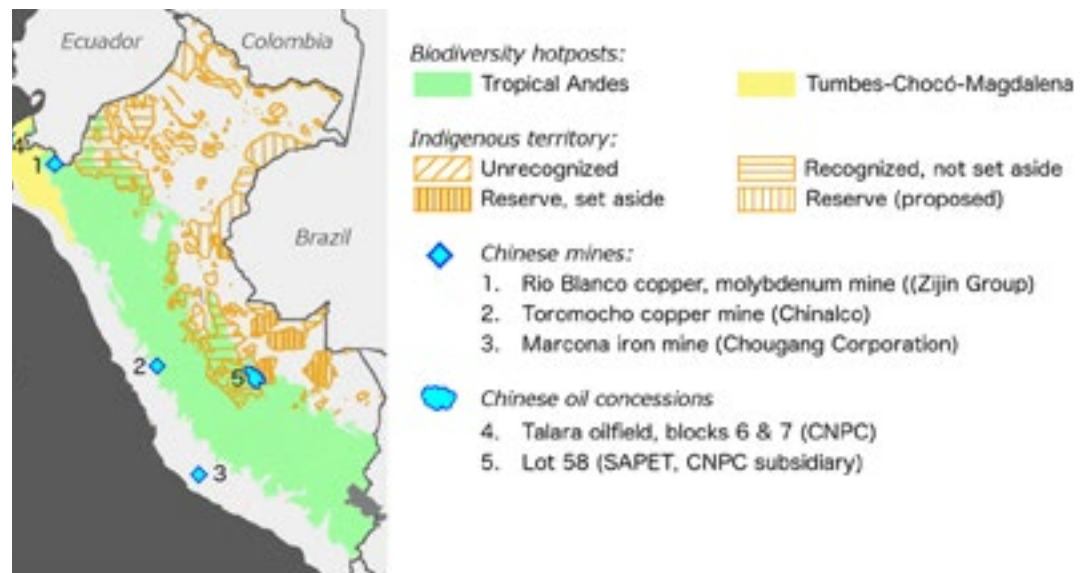 Ecuador
Colombia
Brazil
4
1
2
5
3
Biodiversity hotposts:
Tropical Andes
Tumbes-Chocó-Magdalena
Indigenous territory:
Unrecognized
Recognized, not set aside
Reserve, set aside
Reserve (proposed)
Chinese mines:
1. Rio Blanco copper, molybdenum mine ((Zijin Group)
2. Toromocho copper mine (Chinalco)
3. Marcona iron mine (Chougang Corporation)
Chinese oil concessions
4. Talara oilfield, blocks 6 & 7 (CNPC)
5. Lot 58 (SAPET, CNPC subsidiary)